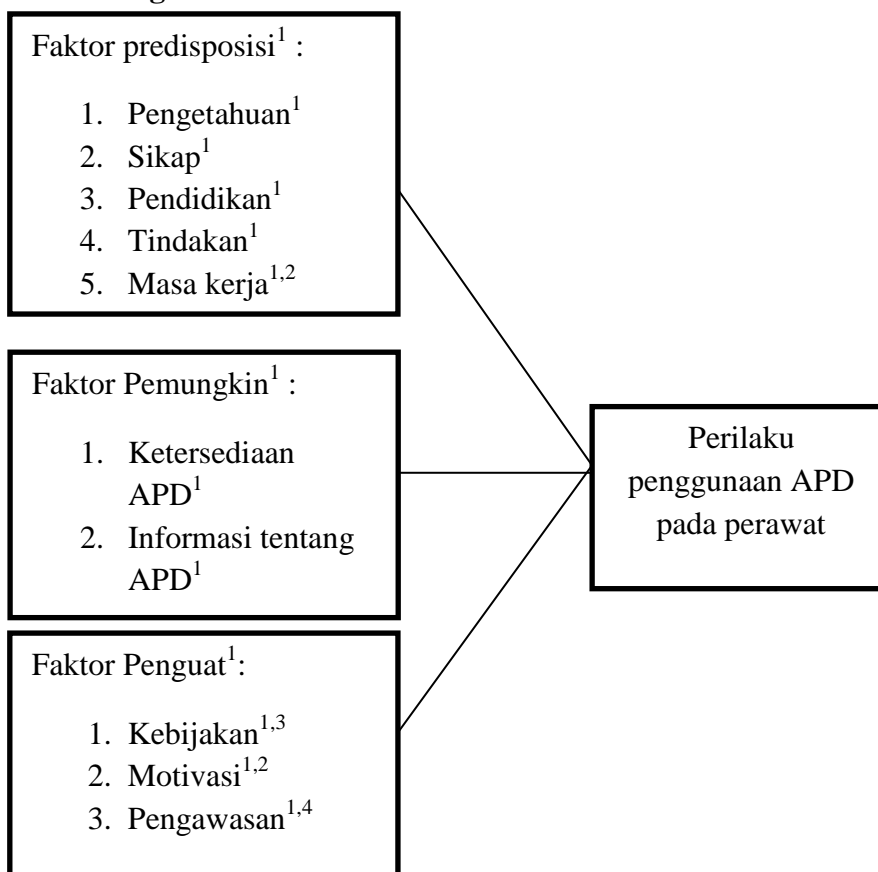 Faktor predisposisi¹ :
1. Pengetahuan¹
2. Sikap¹
3. Pendidikan¹
4. Tindakan¹
5. Masa kerja¹,²
Faktor Pemungkin¹ :
1. Ketersediaan
APD¹
2. Informasi tentang
APD¹
Perilaku
penggunaan APD
pada perawat
Faktor Penguat¹:
1. Kebijakan¹,³
2. Motivasi¹,²
3. Pengawasan¹,⁴